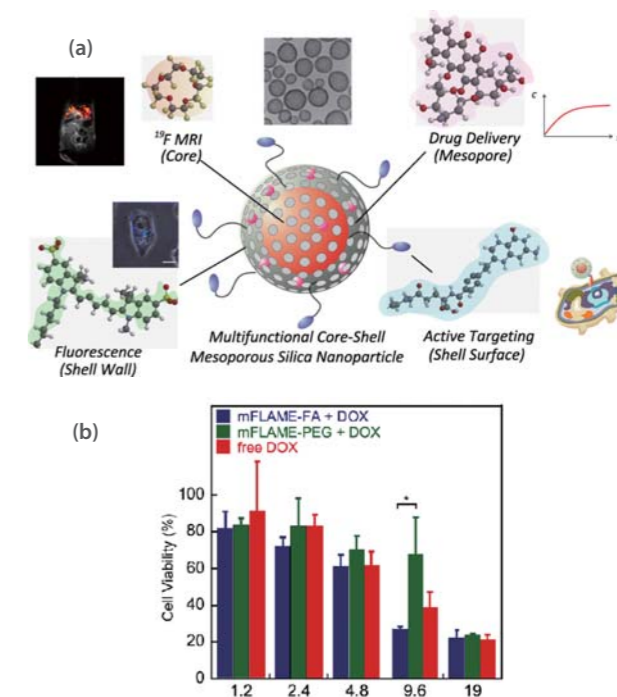 (a)
c
¹⁹F MRI
(Core)
Drug Delivery
(Mesopore)
Fluorescence
(Shell Wall)
Multifunctional Core-Shell
Mesoporous Silica Nanoparticle
Active Targeting
(Shell Surface)
(b)
mFLAME-FA + DOX
mFLAME-PEG + DOX
free DOX
*
Cell Viability (%)
80
60
40
20
0
1.2 2.4 4.8 9.6 19